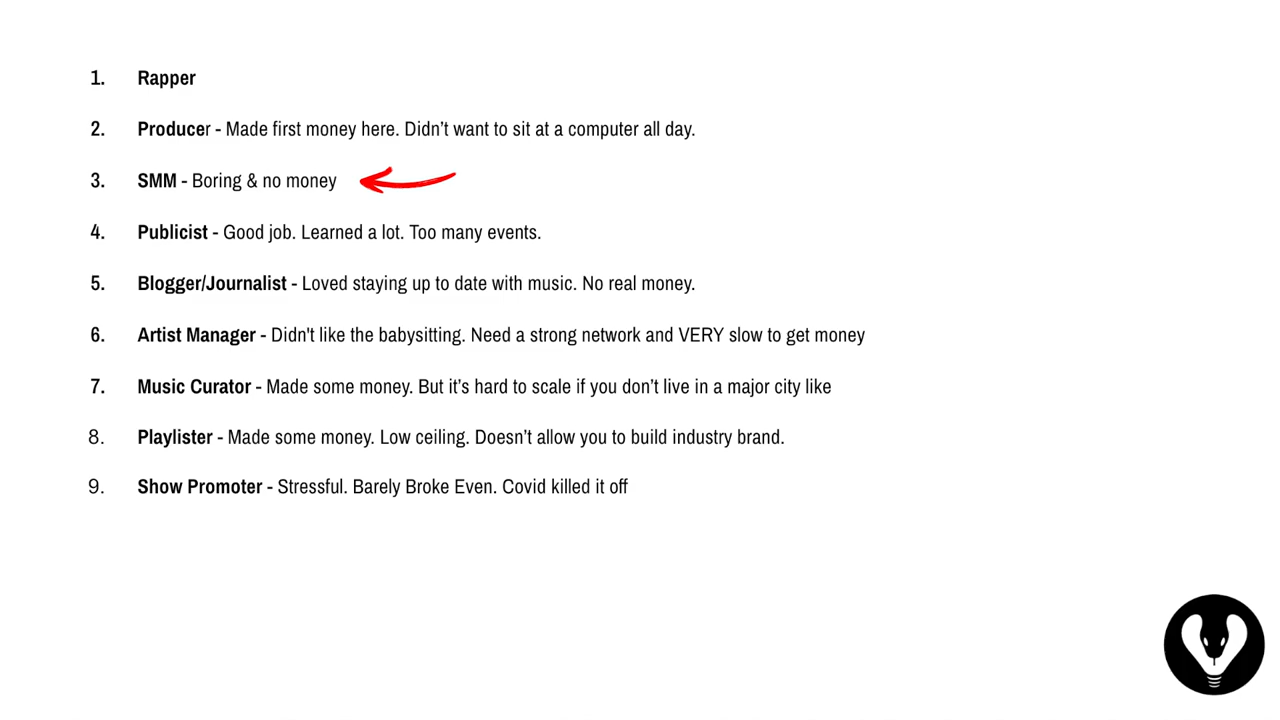 1. Rapper
2. Producer - Made first money here. Didn’t want to sit at a computer all day.
3. SMM - Boring & no money
4. Publicist - Good job. Learned a lot. Too many events.
5. Blogger/Journalist - Loved staying up to date with music. No real money.
6. Artist Manager - Didn't like the babysitting. Need a strong network and VERY slow to get money
7. Music Curator - Made some money. But it’s hard to scale if you don’t live in a major city like
8. Playlister - Made some money. Low ceiling. Doesn’t allow you to build industry brand.
9. Show Promoter - Stressful. Barely Broke Even. Covid killed it off